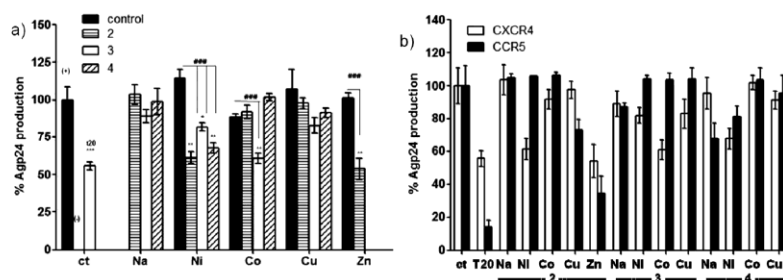 a)
% Agp24 production
150
125
100
75
50
25
0
control
2
3
4
(+)
(-)
t20
***
###
**
*
**
###
**
###
**
ct Na Ni Co Cu Zn
b)
% Agp24 production
140
120
100
80
60
40
20
0
CXCR4
CCR5
ct T20 Na Ni Co Cu Zn Na Ni Co Cu Na Ni Co Cu
2 3 4